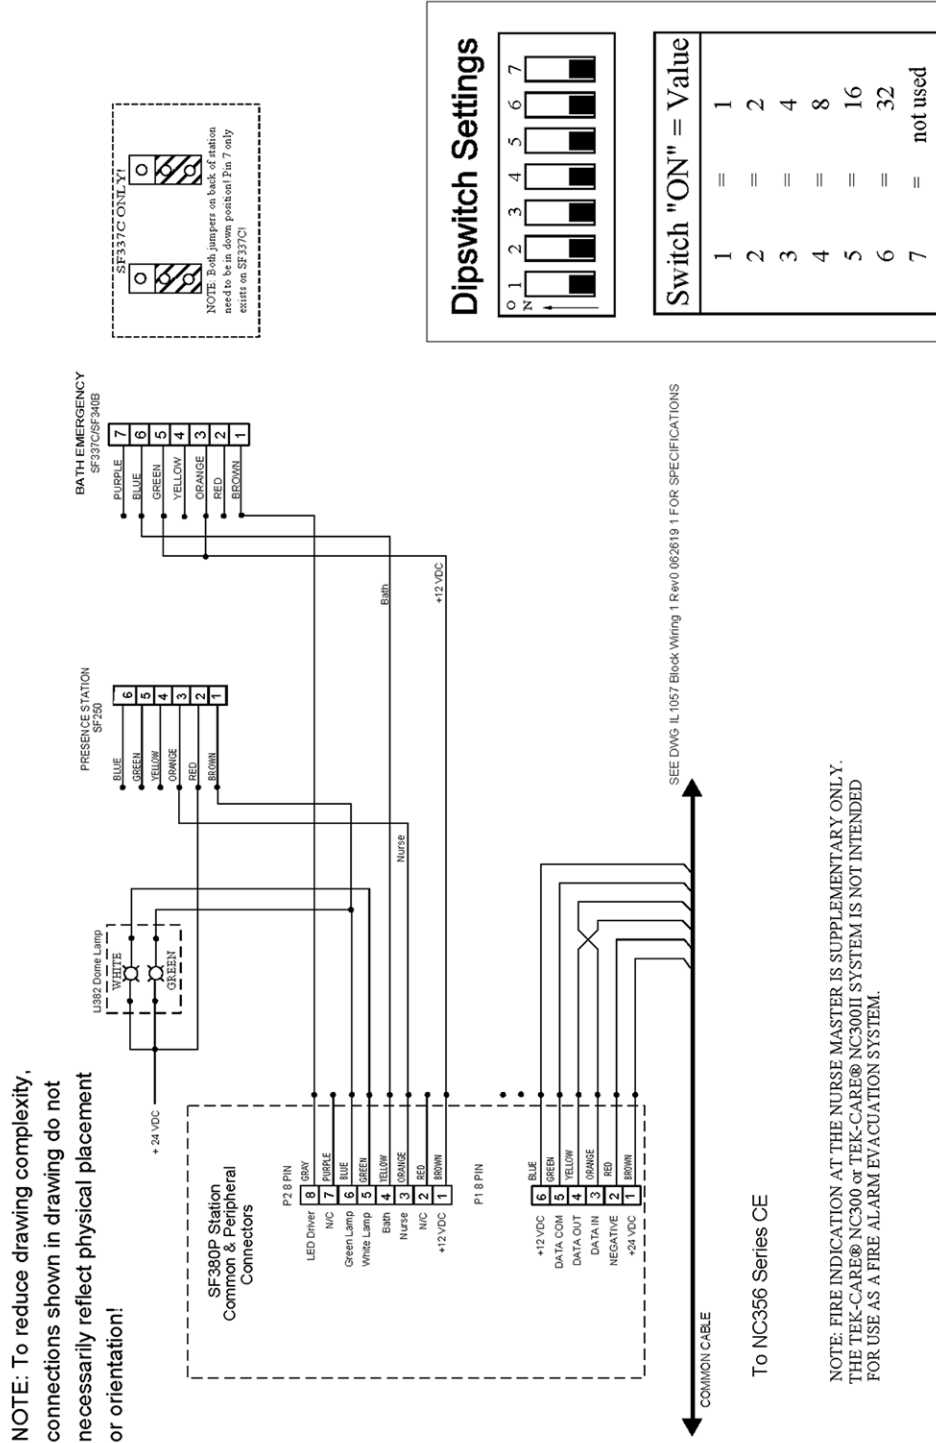 NOTE: To reduce drawing complexity,
connections shown in drawing do not
necessarily reflect physical placement
or orientation!
LI382 Dome Lamp
WHITE
GREEN
+ 24 VDC
PRESENCE STATION
SF250
BLUE 6
GREEN 5
YELLOW 4
ORANGE 3
RED 2
BROWN 1
BATH EMERGENCY
SF337C/SF340B
PURPLE 7
BLUE 6
GREEN 5
YELLOW 4
ORANGE 3
RED 2
BROWN 1
SF337C ONLY!
NOTE: Both jumpers on back of station
need to be in down position! Pin 7 only
exists on SF337C!
SF380P Station
Common & Peripheral
Connectors
P2 8 PIN
LED Driver 8 GRAY
N/C 7 PURPLE
Green Lamp 6 BLUE
White Lamp 5 GREEN
Bath 4 YELLOW
Nurse 3 ORANGE
N/C 2 RED
+12 VDC 1 BROWN
Nurse
Bath
+12 VDC
P1 8 PIN
+12 VDC 6 BLUE
DATA COM 5 GREEN
DATA OUT 4 YELLOW
DATA IN 3 ORANGE
NEGATIVE 2 RED
+24 VDC 1 BROWN
COMMON CABLE
SEE DWG IL1057 Block Wiring 1 Rev0 062619 1 FOR SPECIFICATIONS
To NC356 Series CE
NOTE: FIRE INDICATION AT THE NURSE MASTER IS SUPPLEMENTARY ONLY.
THE TEK-CARE® NC300 or TEK-CARE® NC300II SYSTEM IS NOT INTENDED
FOR USE AS A FIRE ALARM EVACUATION SYSTEM.
Dipswitch Settings
ON
1 2 3 4 5 6 7
Switch "ON" = Value
1 = 1
2 = 2
3 = 4
4 = 8
5 = 16
6 = 32
7 = not used